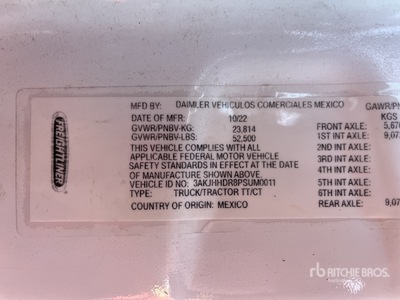 MFD BY: DAIMLER VEHICULOS COMERCIALES MEXICO GAWR/PN
DATE OF MFR: 10/22 KGS
GVWR/PNBV-KG: 23,814 FRONT AXLE: 5,670
GVWR/PNBV-LBS: 52,500 1ST INT AXLE: 9,07
THIS VEHICLE COMPLIES WITH ALL 2ND INT AXLE:
APPLICABLE FEDERAL MOTOR VEHICLE 3RD INT AXLE:
SAFETY STANDARDS IN EFFECT AT THE DATE 4TH INT AXLE:
OF MANUFACTURE SHOWN ABOVE. 5TH INT AXLE:
VEHICLE ID 3AKJHHDR8PSUM0011 6TH INT AXLE:
TYPE: TRUCK/TRACTOR TT/CT REAR AXLE: 9,07
COUNTRY OF ORIGIN: MEXICO
FREIGHTLINER
rb RITCHIE BROS.